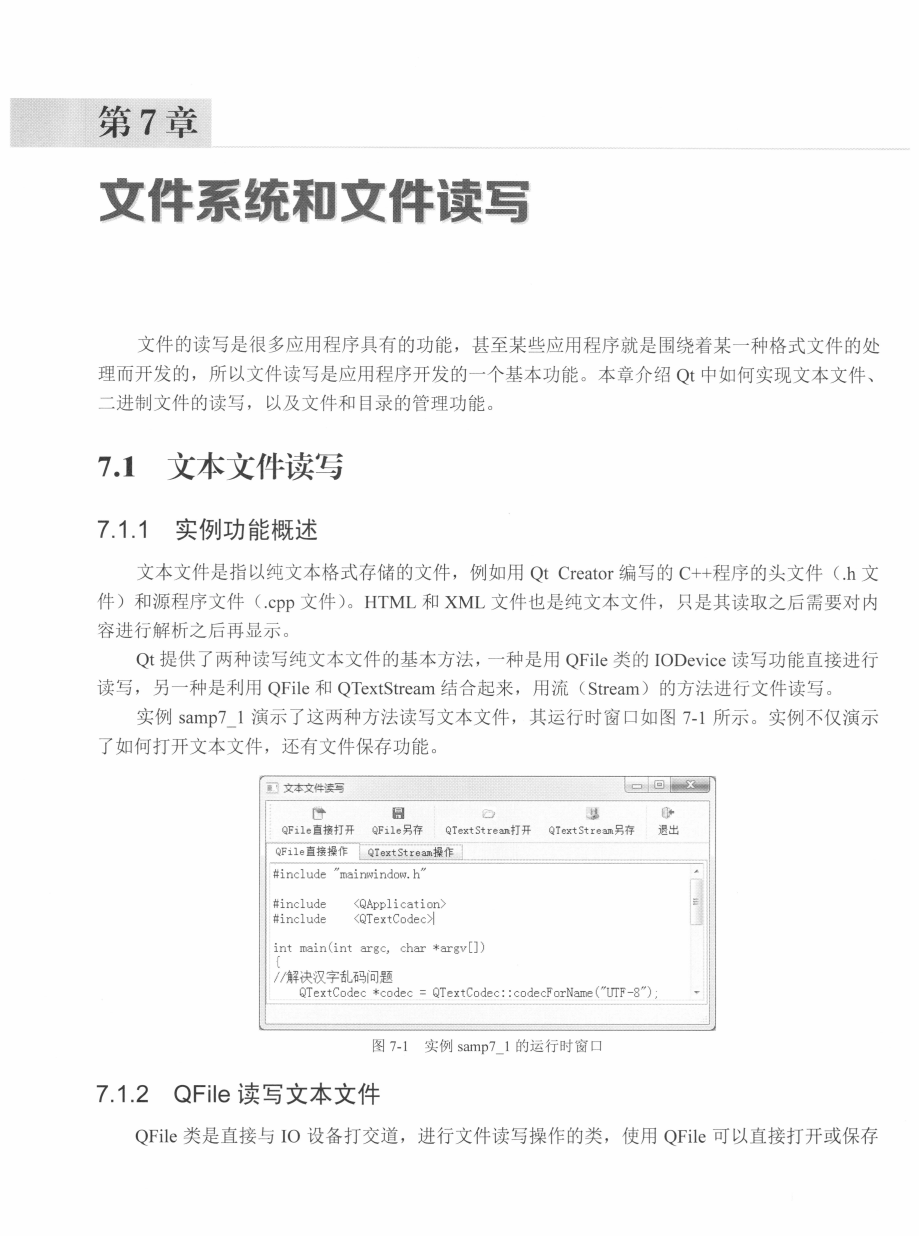 第 7 章
文件系统和文件读写
文件的读写是很多应用程序具有的功能，甚至某些应用程序就是围绕着某一种格式文件的处
理而开发的，所以文件读写是应用程序开发的一个基本功能。本章介绍 Qt 中如何实现文本文件、
二进制文件的读写，以及文件和目录的管理功能。
7.1 文本文件读写
7.1.1 实例功能概述
文本文件是指以纯文本格式存储的文件，例如用 Qt Creator 编写的 C++程序的头文件（.h 文
件）和源程序文件（.cpp 文件）。HTML 和 XML 文件也是纯文本文件，只是其读取之后需要对内
容进行解析之后再显示。
Qt 提供了两种读写纯文本文件的基本方法，一种是用 QFile 类的 IODevice 读写功能直接进行
读写，另一种是利用 QFile 和 QTextStream 结合起来，用流（Stream）的方法进行文件读写。
实例 samp7_1 演示了这两种方法读写文本文件，其运行时窗口如图 7-1 所示。实例不仅演示
了如何打开文本文件，还有文件保存功能。
文本文件读写
QFile直接打开 QFile另存 QTextStream打开 QTextStream另存 退出
QFile直接操作 QTextStream操作
#include "mainwindow.h"
#include <QApplication>
#include <QTextCodec>
int main(int argc, char *argv[])
{
//解决汉字乱码问题
QTextCodec *codec = QTextCodec::codecForName("UTF-8");
图 7-1 实例 samp7_1 的运行时窗口
7.1.2 QFile 读写文本文件
QFile 类是直接与 IO 设备打交道，进行文件读写操作的类，使用 QFile 可以直接打开或保存